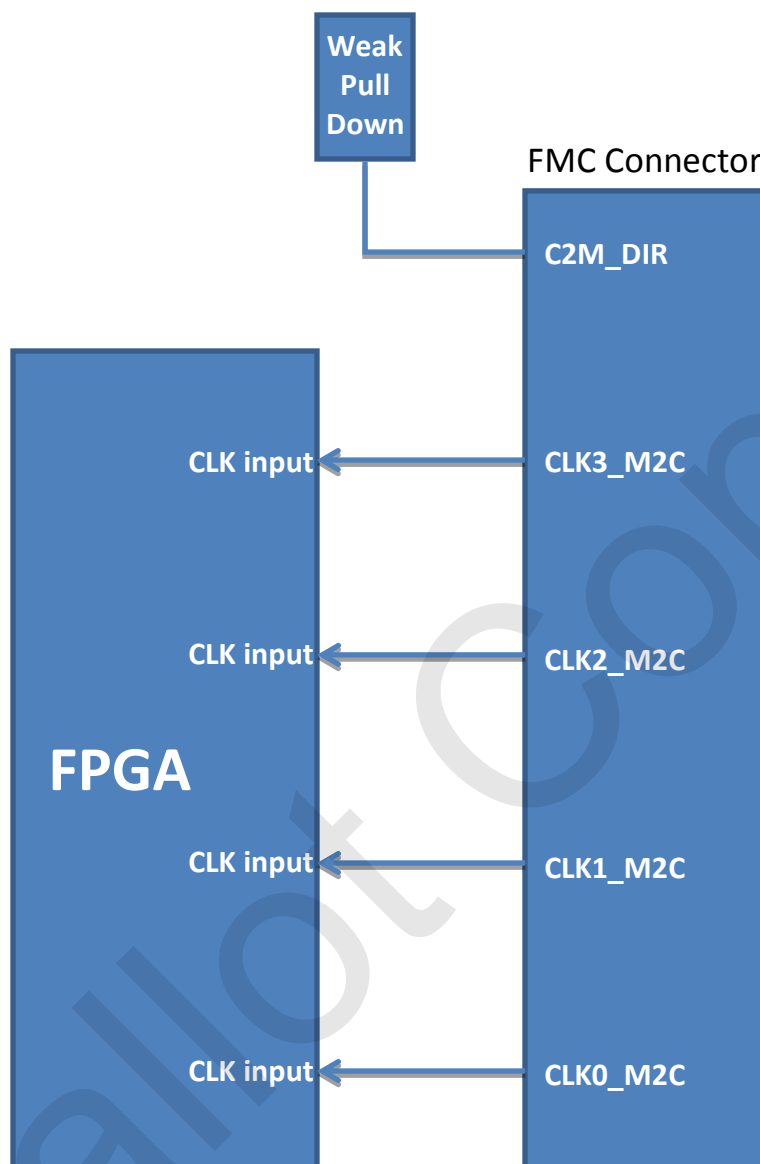 Weak
Pull
Down
FMC Connector
C2M_DIR
CLK input
CLK3_M2C
CLK input
CLK2_M2C
FPGA
CLK input
CLK1_M2C
CLK input
CLK0_M2C